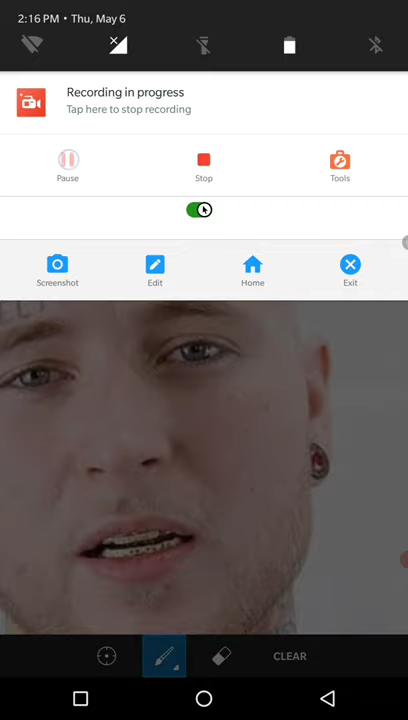 2:16 PM • Thu, May 6
Recording in progress
Tap here to stop recording
Pause
Stop
Tools
Screenshot
Edit
Home
Exit
CLEAR